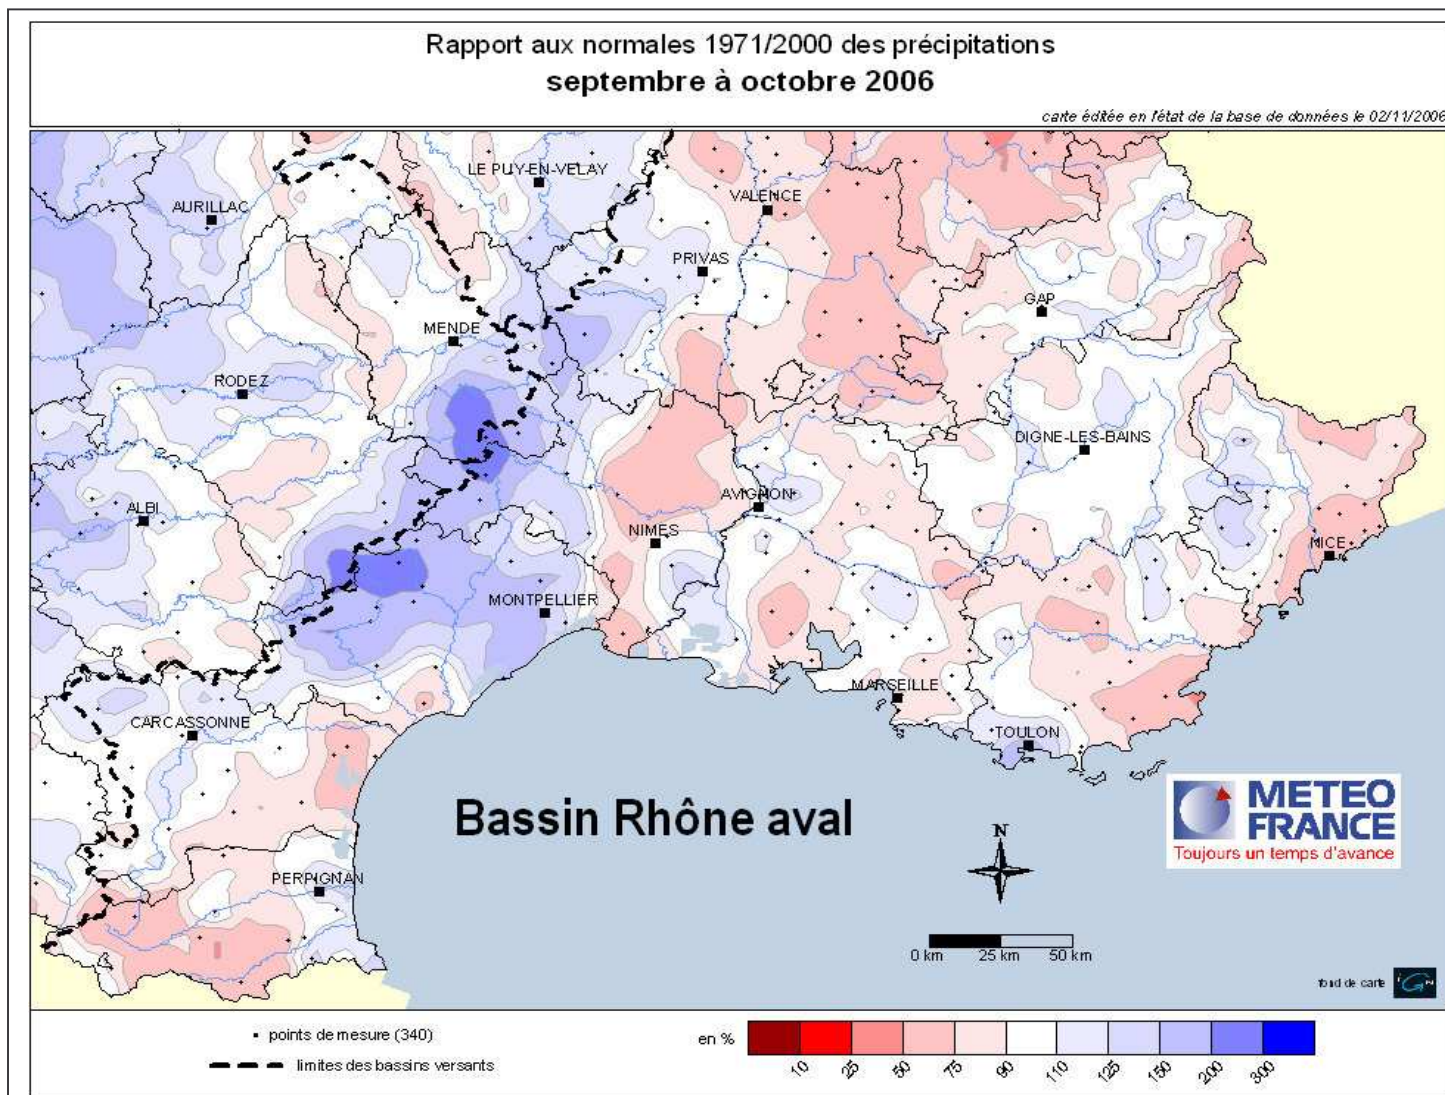 Rapport aux normales 1971/2000 des précipitations
septembre à octobre 2006
carte éditée en l'état de la base de données le 02/11/2006
LE PUY-EN-VELAY
AURILLAC
VALENCE
PRIVAS
GAP
MENDE
RODEZ
DIGNE-LES-BAINS
AVIGNON
ALBI
NIMES
NICE
MONTPELLIER
MARSEILLE
CARCASSONNE
TOULON
Bassin Rhône aval
METEO
FRANCE
Toujours un temps d'avance
N
PERPIGNAN
0 km 25 km 50 km
fond de carte
points de mesure (340)
en %
limites des bassins versants
10 25 50 75 90 110 125 150 200 300